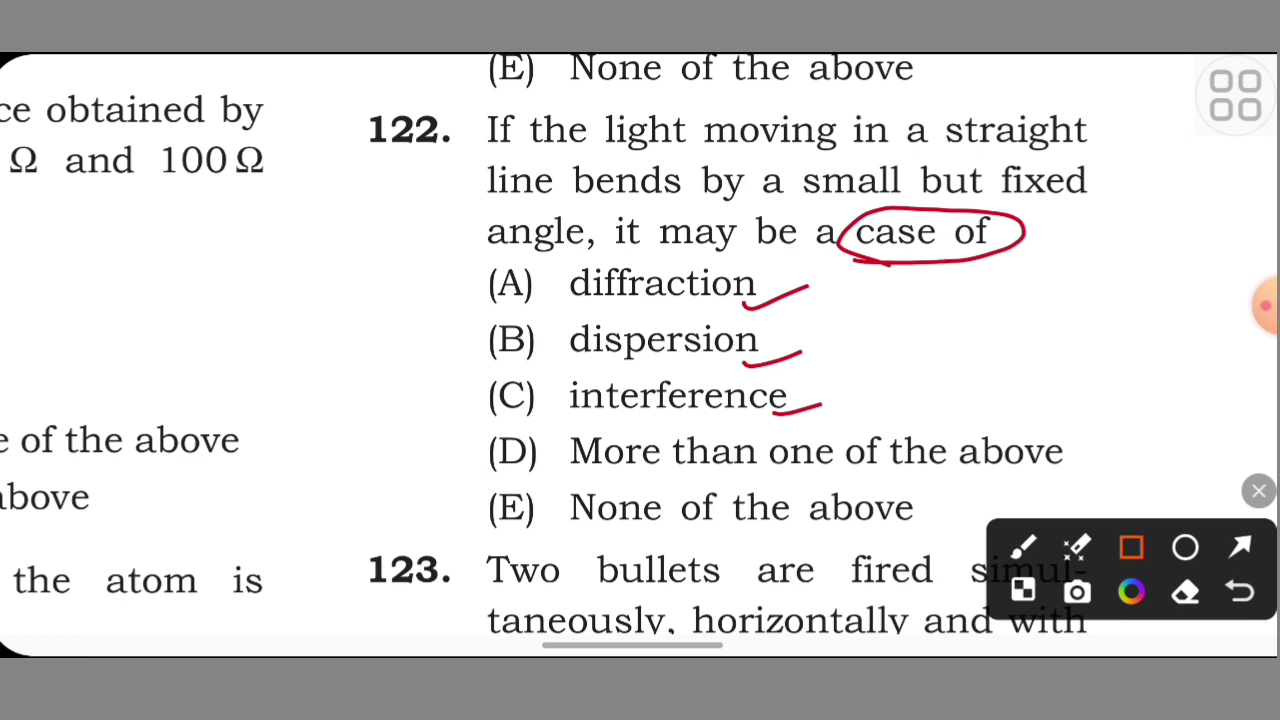 ce obtained by
Ω and 100 Ω
e of the above
above
the atom is
(E) None of the above
122. If the light moving in a straight
line bends by a small but fixed
angle, it may be a case of
(A) diffraction
(B) dispersion
(C) interference
(D) More than one of the above
(E) None of the above
123. Two bullets are fired simul-
taneously, horizontally and with